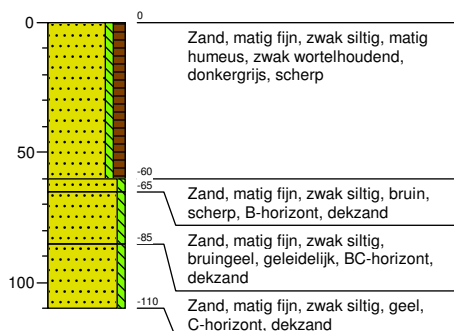 0
0
Zand, matig fijn, zwak siltig, matig
humeus, zwak wortelhoudend,
donkergrijs, scherp
50
-60
-65
Zand, matig fijn, zwak siltig, bruin,
scherp, B-horizont, dekzand
-85
Zand, matig fijn, zwak siltig,
bruingeel, geleidelijk, BC-horizont,
dekzand
100
-110
Zand, matig fijn, zwak siltig, geel,
C-horizont, dekzand